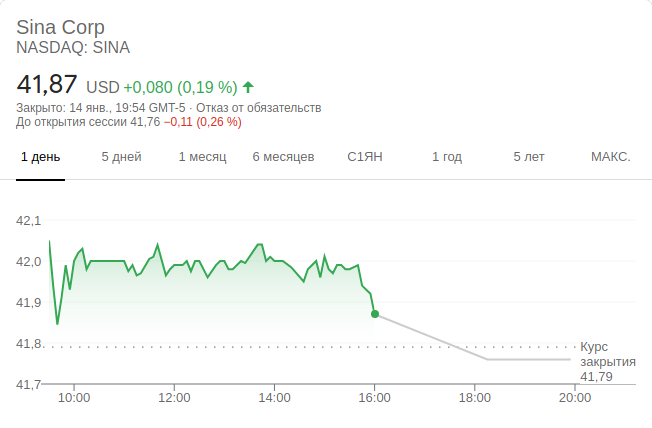 Sina Corp
NASDAQ: SINA
41,87 USD +0,080 (0,19 %)
Закрыто: 14 янв., 19:54 GMT-5 · Отказ от обязательств
До открытия сессии 41,76 −0,11 (0,26 %)
1 день 5 дней 1 месяц 6 месяцев С1ЯН 1 год 5 лет МАКС.
42,1
42,0
41,9
41,8
41,7
Курс
закрытия
41,79
10:00 12:00 14:00 16:00 18:00 20:00